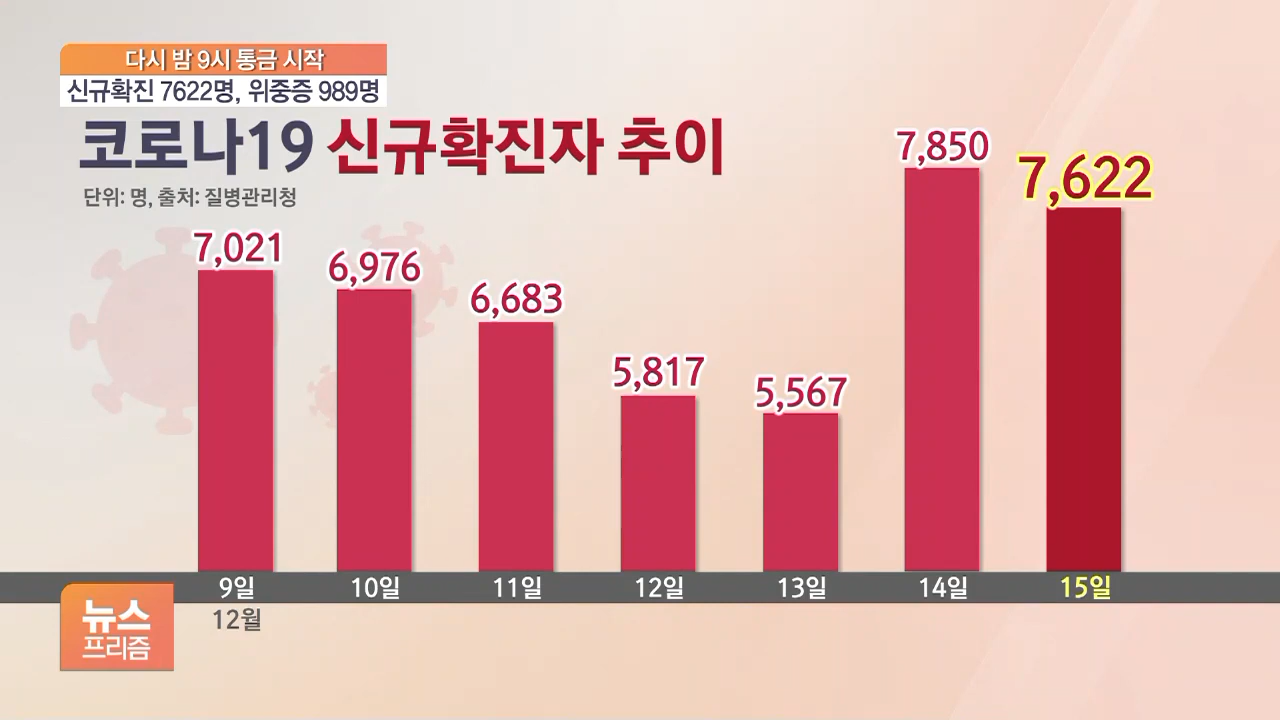 다시 밤 9시 통금 시작
신규확진 7622명, 위중증 989명
코로나19 신규확진자 추이
단위: 명, 출처: 질병관리청
7,021
6,976
6,683
5,817
5,567
7,850
7,622
9일
10일
11일
12일
13일
14일
15일
12월
뉴스
프리즘